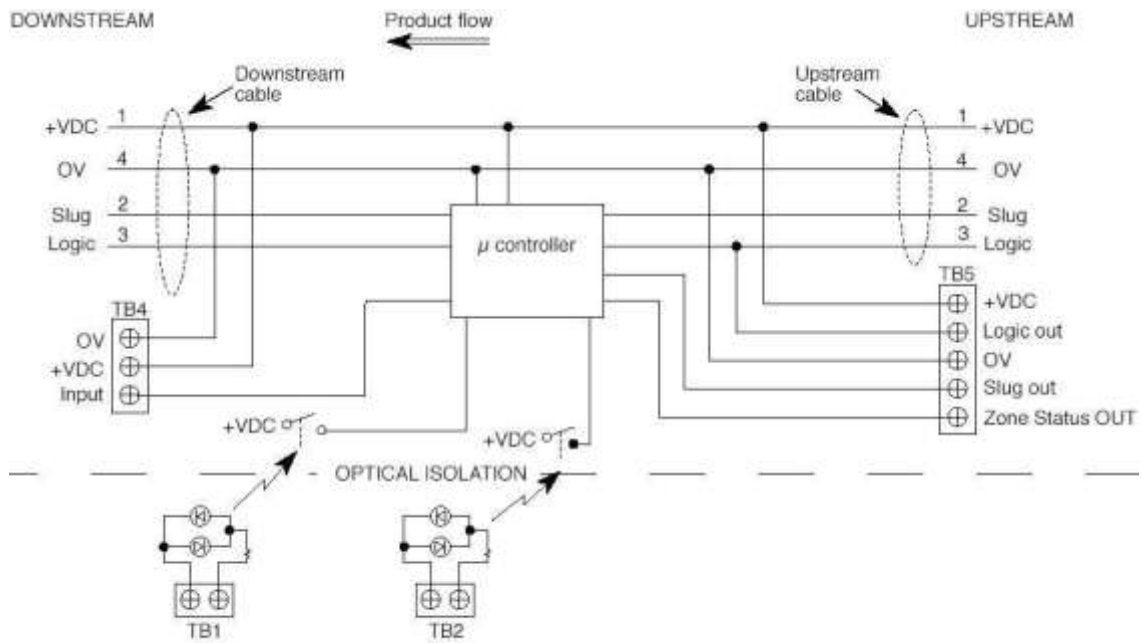 DOWNSTREAM
Product flow
UPSTREAM
Downstream
cable
Upstream
cable
+VDC 1
1 +VDC
OV 4
4 OV
Slug 2
2 Slug
Logic 3
3 Logic
μ controller
TB4
TB5
OV
+VDC
Input
+VDC
Logic out
OV
Slug out
Zone Status OUT
+VDC
+VDC
OPTICAL ISOLATION
TB1
TB2